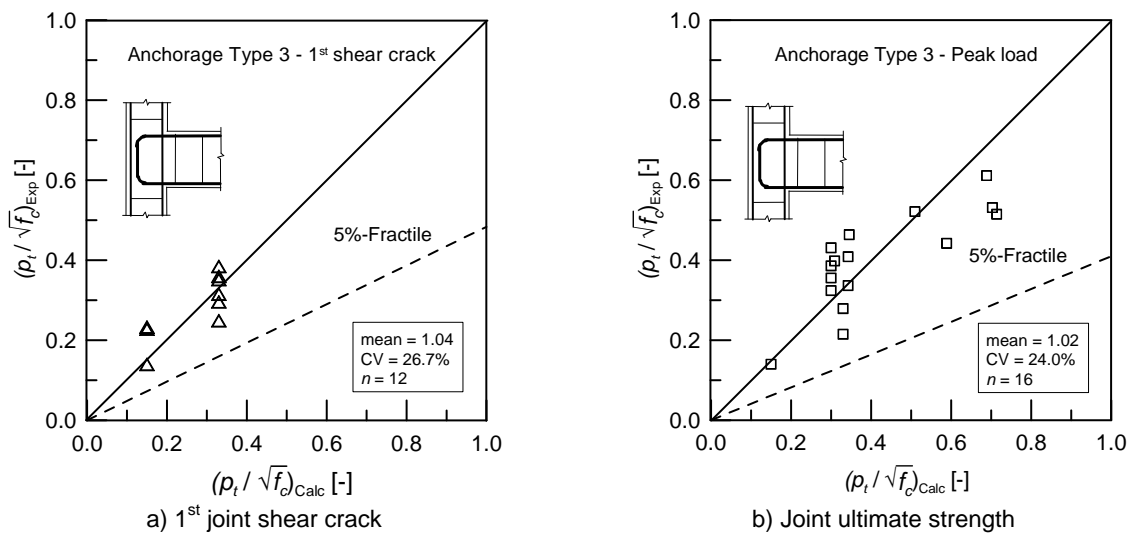 Anchorage Type 3 - 1st shear crack
(pt / √fc)Exp [-]
1.0
0.8
0.6
0.4
0.2
0.0
5%-Fractile
mean = 1.04
CV = 26.7%
n = 12
0.0 0.2 0.4 0.6 0.8 1.0
(pt / √fc)Calc [-]
a) 1st joint shear crack
Anchorage Type 3 - Peak load
(pt / √fc)Exp [-]
1.0
0.8
0.6
0.4
0.2
0.0
5%-Fractile
mean = 1.02
CV = 24.0%
n = 16
0.0 0.2 0.4 0.6 0.8 1.0
(pt / √fc)Calc [-]
b) Joint ultimate strength